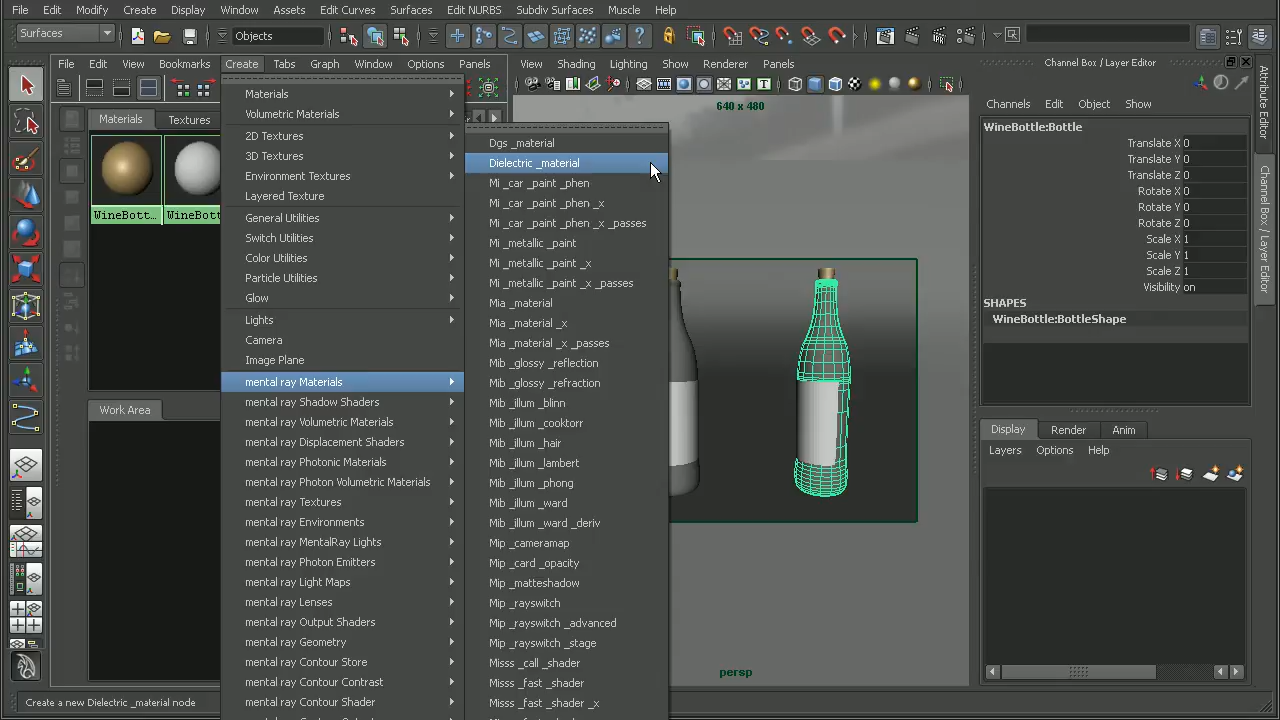 File Edit Modify Create Display Window Assets Edit Curves Surfaces Edit NURBS Subdiv Surfaces Muscle Help
Surfaces
Objects
File Edit View Bookmarks Create Tabs Graph Window Options Panels
View Shading Lighting Show Renderer Panels
Channel Box / Layer Editor
Channels Edit Object Show
Materials Textures
WineBott... WineBott
Work Area
Materials
Volumetric Materials
2D Textures
3D Textures
Environment Textures
Layered Texture
General Utilities
Switch Utilities
Color Utilities
Particle Utilities
Glow
Lights
Camera
Image Plane
mental ray Materials
mental ray Shadow Shaders
mental ray Volumetric Materials
mental ray Displacement Shaders
mental ray Photonic Materials
mental ray Photon Volumetric Materials
mental ray Textures
mental ray Environments
mental ray MentalRay Lights
mental ray Photon Emitters
mental ray Light Maps
mental ray Lenses
mental ray Output Shaders
mental ray Geometry
mental ray Contour Store
mental ray Contour Contrast
mental ray Contour Shader
Dgs _material
Dielectric _material
Mi _car _paint _phen
Mi _car _paint _phen _x
Mi _car _paint _phen _x _passes
Mi _metallic _paint
Mi _metallic _paint _x
Mi _metallic _paint _x _passes
Mia _material
Mia _material _x
Mia _material _x _passes
Mib _glossy _reflection
Mib _glossy _refraction
Mib _illum _blinn
Mib _illum _cooktorr
Mib _illum _hair
Mib _illum _lambert
Mib _illum _phong
Mib _illum _ward
Mib _illum _ward _deriv
Mip _cameramap
Mip _card _opacity
Mip _matteshadow
Mip _rayswitch
Mip _rayswitch _advanced
Mip _rayswitch _stage
Misss _call _shader
Misss _fast _shader
Misss _fast _shader _x
640 x 480
persp
WineBottle:Bottle
Translate X 0
Translate Y 0
Translate Z 0
Rotate X 0
Rotate Y 0
Rotate Z 0
Scale X 1
Scale Y 1
Scale Z 1
Visibility on
SHAPES
WineBottle:BottleShape
Display Render Anim
Layers Options Help
Attribute Editor
Channel Box / Layer Editor
Create a new Dielectric _material node